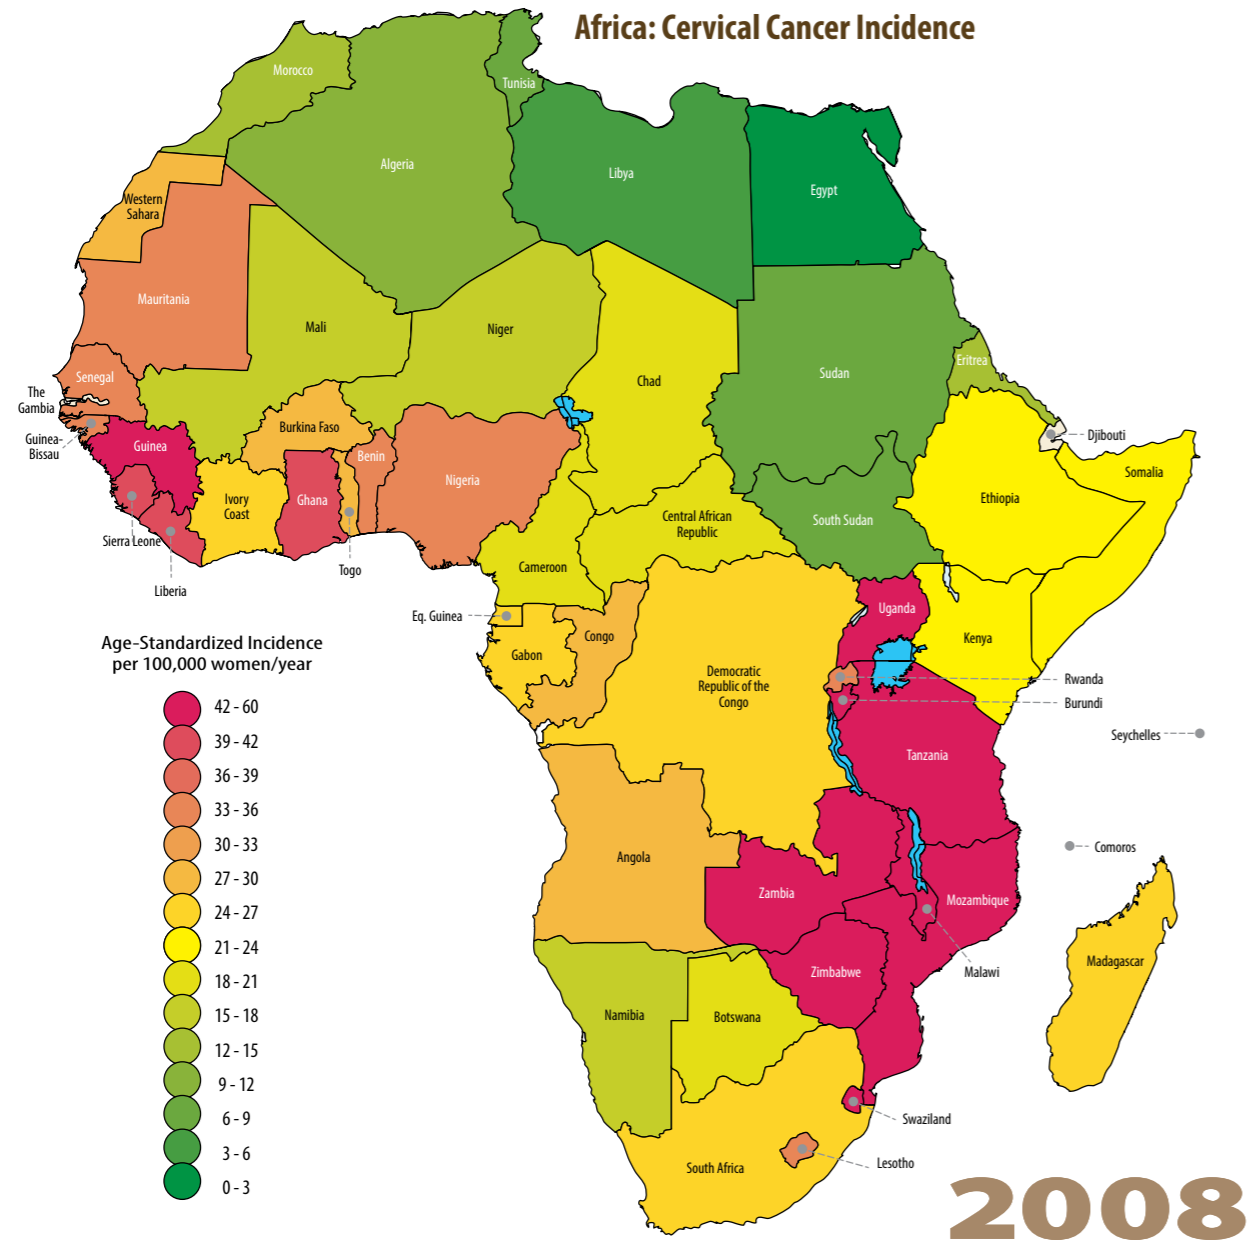 Africa: Cervical Cancer Incidence
Morocco
Tunisia
Algeria
Libya
Egypt
Western
Sahara
Mauritania
Mali
Niger
Chad
Sudan
Eritrea
Senegal
The
Gambia
Guinea-
Bissau
Guinea
Burkina Faso
Benin
Nigeria
Djibouti
Somalia
Ethiopia
Ivory
Coast
Ghana
Central African
Republic
South Sudan
Sierra Leone
Liberia
Togo
Cameroon
Eq. Guinea
Congo
Gabon
Uganda
Kenya
Democratic
Republic of the
Congo
Rwanda
Burundi
Seychelles
Tanzania
Comoros
Angola
Zambia
Mozambique
Malawi
Madagascar
Zimbabwe
Namibia
Botswana
Swaziland
Lesotho
South Africa
Age-Standardized Incidence
per 100,000 women/year
42 - 60
39 - 42
36 - 39
33 - 36
30 - 33
27 - 30
24 - 27
21 - 24
18 - 21
15 - 18
12 - 15
9 - 12
6 - 9
3 - 6
0 - 3
2008